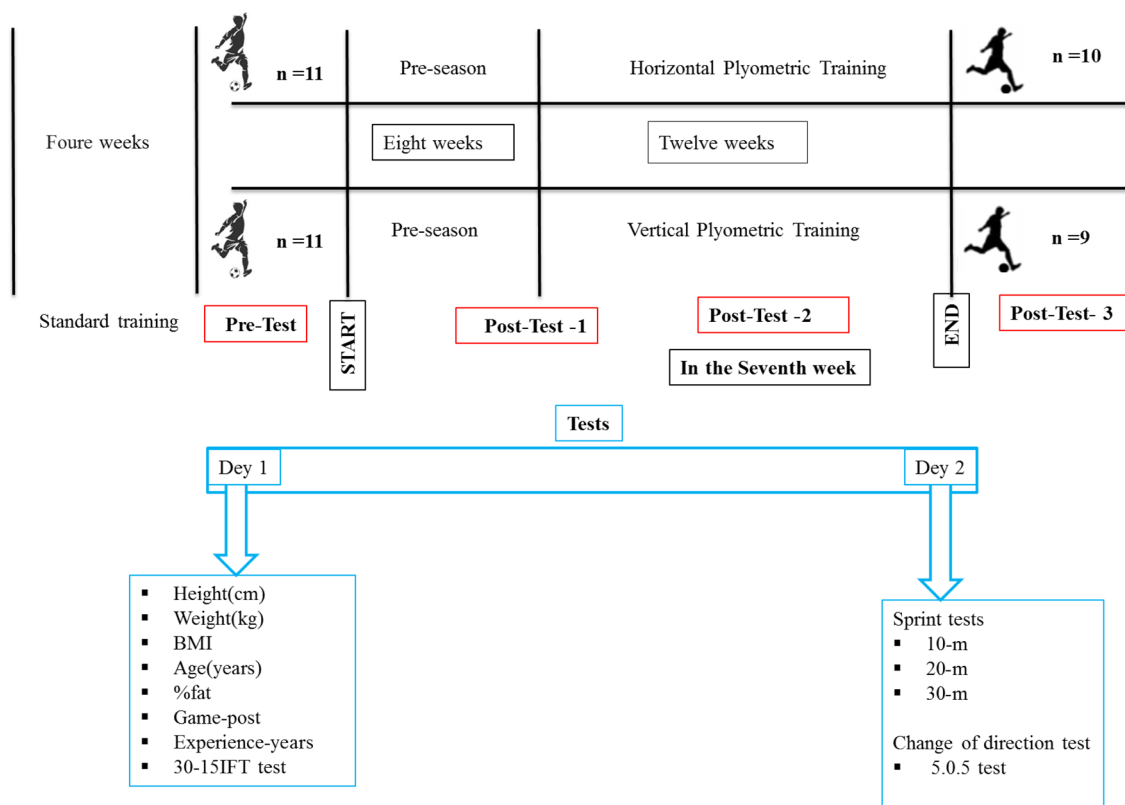 n =11
Pre-season
Horizontal Plyometric Training
n =10
Foure weeks
Eight weeks
Twelve weeks
n =11
Pre-season
Vertical Plyometric Training
n =9
Standard training
Pre-Test
START
Post-Test -1
Post-Test -2
In the Seventh week
END
Post-Test- 3
Tests
Dey 1
Dey 2
▪ Height(cm)
▪ Weight(kg)
▪ BMI
▪ Age(years)
▪ %fat
▪ Game-post
▪ Experience-years
▪ 30-15IFT test
Sprint tests
▪ 10-m
▪ 20-m
▪ 30-m
Change of direction test
▪ 5.0.5 test